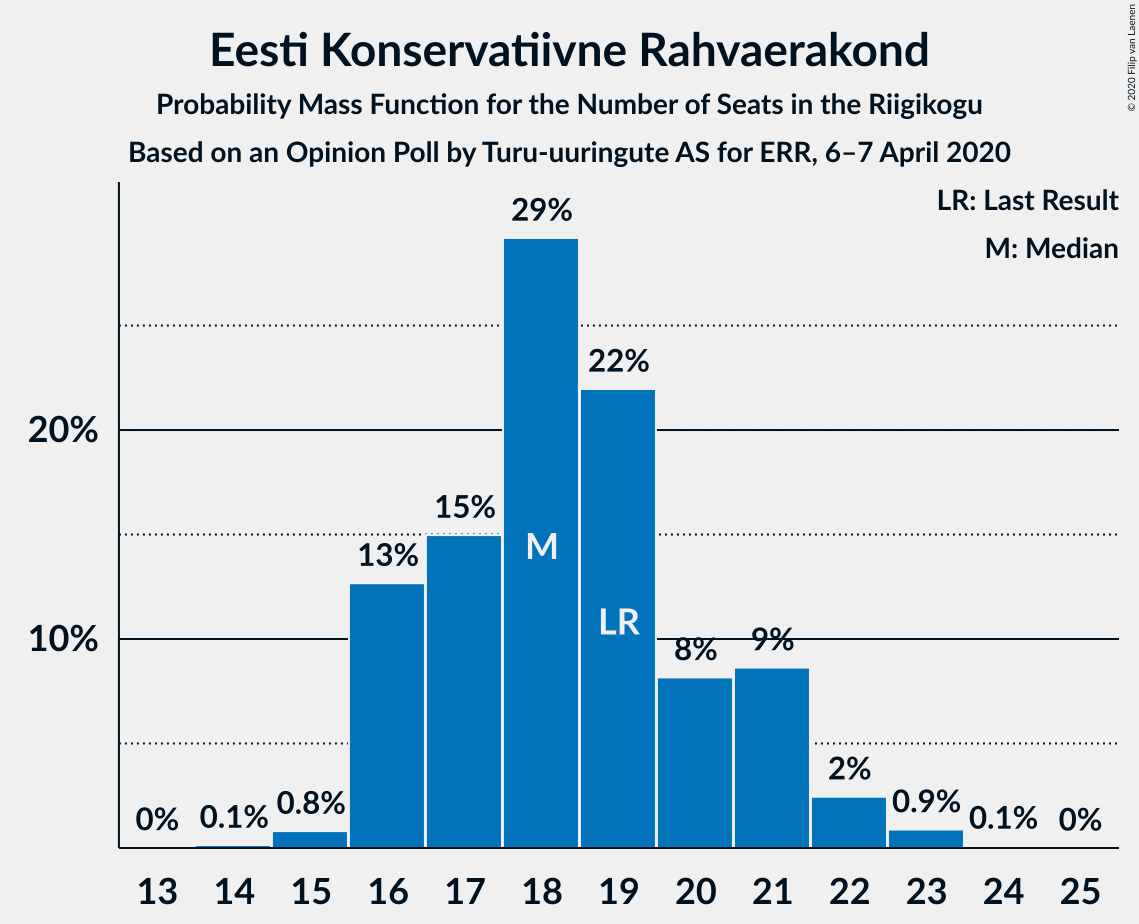 Eesti Konservatiivne Rahvaerakond
Probability Mass Function for the Number of Seats in the Riigikogu
Based on an Opinion Poll by Turu-uuringute AS for ERR, 6–7 April 2020
© 2020 Filip van Laenen
LR: Last Result
M: Median
29%
22%
20%
15%
13%
M
LR
10%
8%
9%
2%
0%
0.1%
0.8%
0.9%
0.1%
0%
13 14 15 16 17 18 19 20 21 22 23 24 25